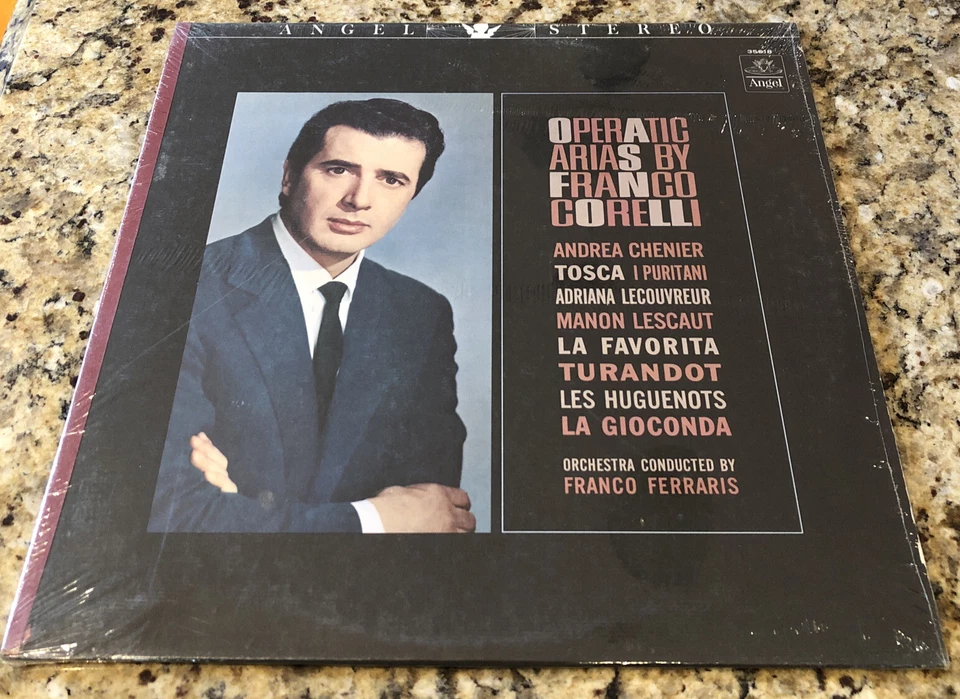 ANGEL STEREO
Angel
OPERATIC
ARIAS BY
FRANCO
CORELLI
ANDREA CHENIER
TOSCA I PURITANI
ADRIANA LECOUVREUR
MANON LESCAUT
LA FAVORITA
TURANDOT
LES HUGUENOTS
LA GIOCONDA
ORCHESTRA CONDUCTED BY
FRANCO FERRARIS